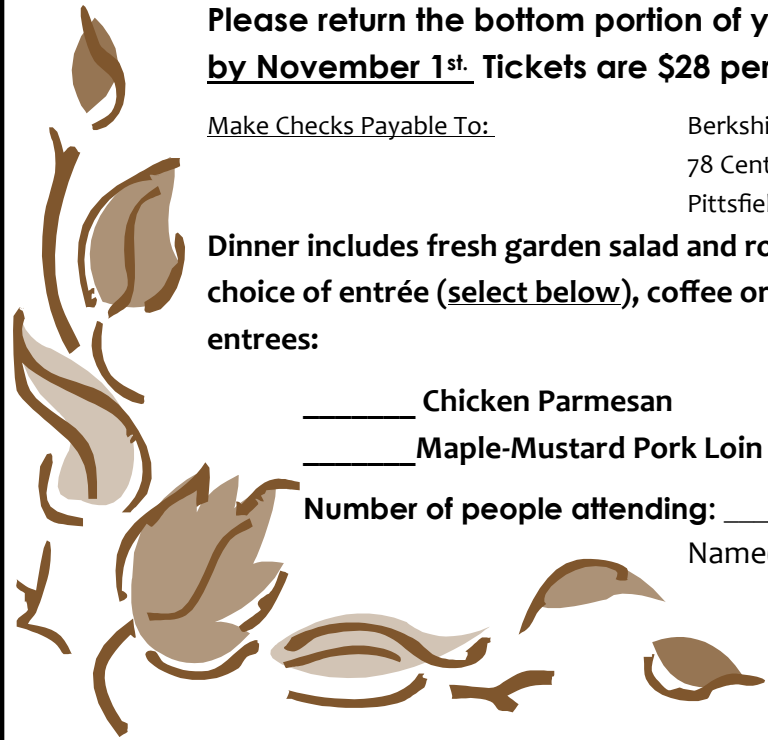 Please return the bottom portion of y
by November 1st. Tickets are $28 per
Make Checks Payable To: Berkshi
78 Cent
Pittsfiel
Dinner includes fresh garden salad and ro
choice of entrée (select below), coffee or
entrees:
_______ Chicken Parmesan
_______Maple-Mustard Pork Loin
Number of people attending: ___
Name